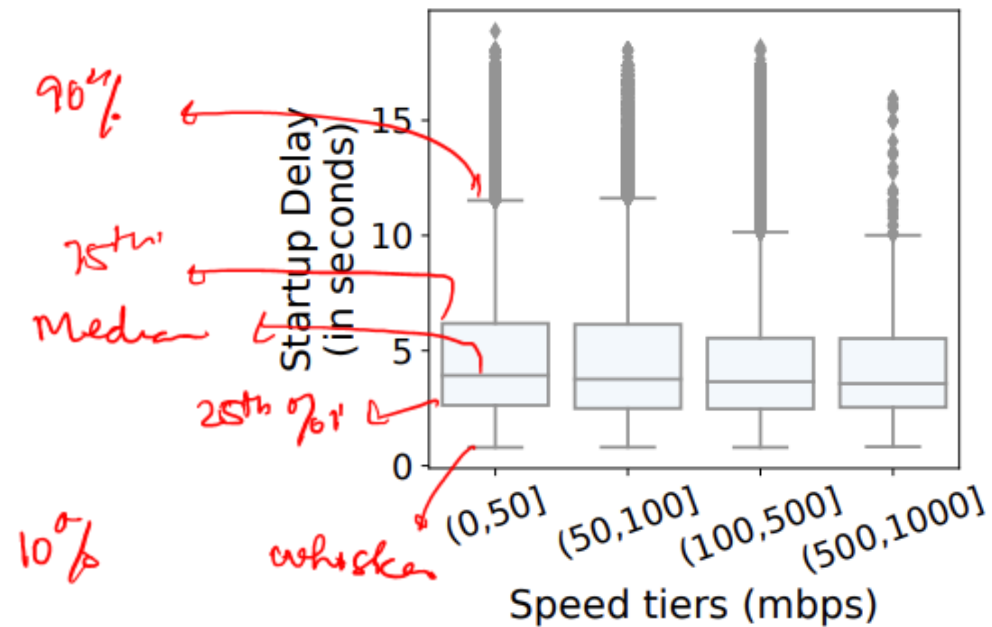 90%
15
Startup Delay
(in seconds)
75th
10
Median
5
25th %i
0
10%
whisker
(0,50]
(50,100]
(100,500]
(500,1000]
Speed tiers (mbps)